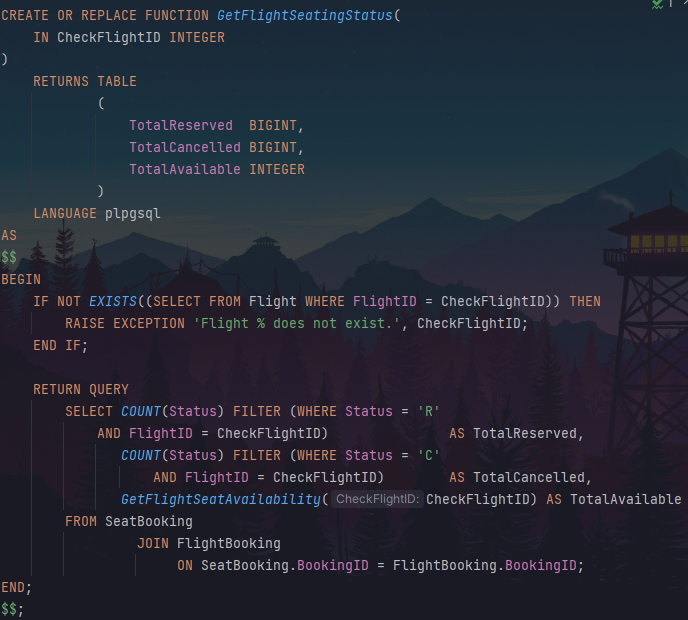 CREATE OR REPLACE FUNCTION GetFlightSeatingStatus(
    IN CheckFlightID INTEGER
)
    RETURNS TABLE
            (
                TotalReserved  BIGINT,
                TotalCancelled BIGINT,
                TotalAvailable INTEGER
            )
    LANGUAGE plpgsql
AS
$$
BEGIN
    IF NOT EXISTS((SELECT FROM Flight WHERE FlightID = CheckFlightID)) THEN
        RAISE EXCEPTION 'Flight % does not exist.', CheckFlightID;
    END IF;

    RETURN QUERY
        SELECT COUNT(Status) FILTER (WHERE Status = 'R'
            AND FlightID = CheckFlightID)               AS TotalReserved,
               COUNT(Status) FILTER (WHERE Status = 'C'
                   AND FlightID = CheckFlightID)        AS TotalCancelled,
               GetFlightSeatAvailability( CheckFlightID: CheckFlightID) AS TotalAvailable
        FROM SeatBooking
                 JOIN FlightBooking
                      ON SeatBooking.BookingID = FlightBooking.BookingID;
END;
$$;